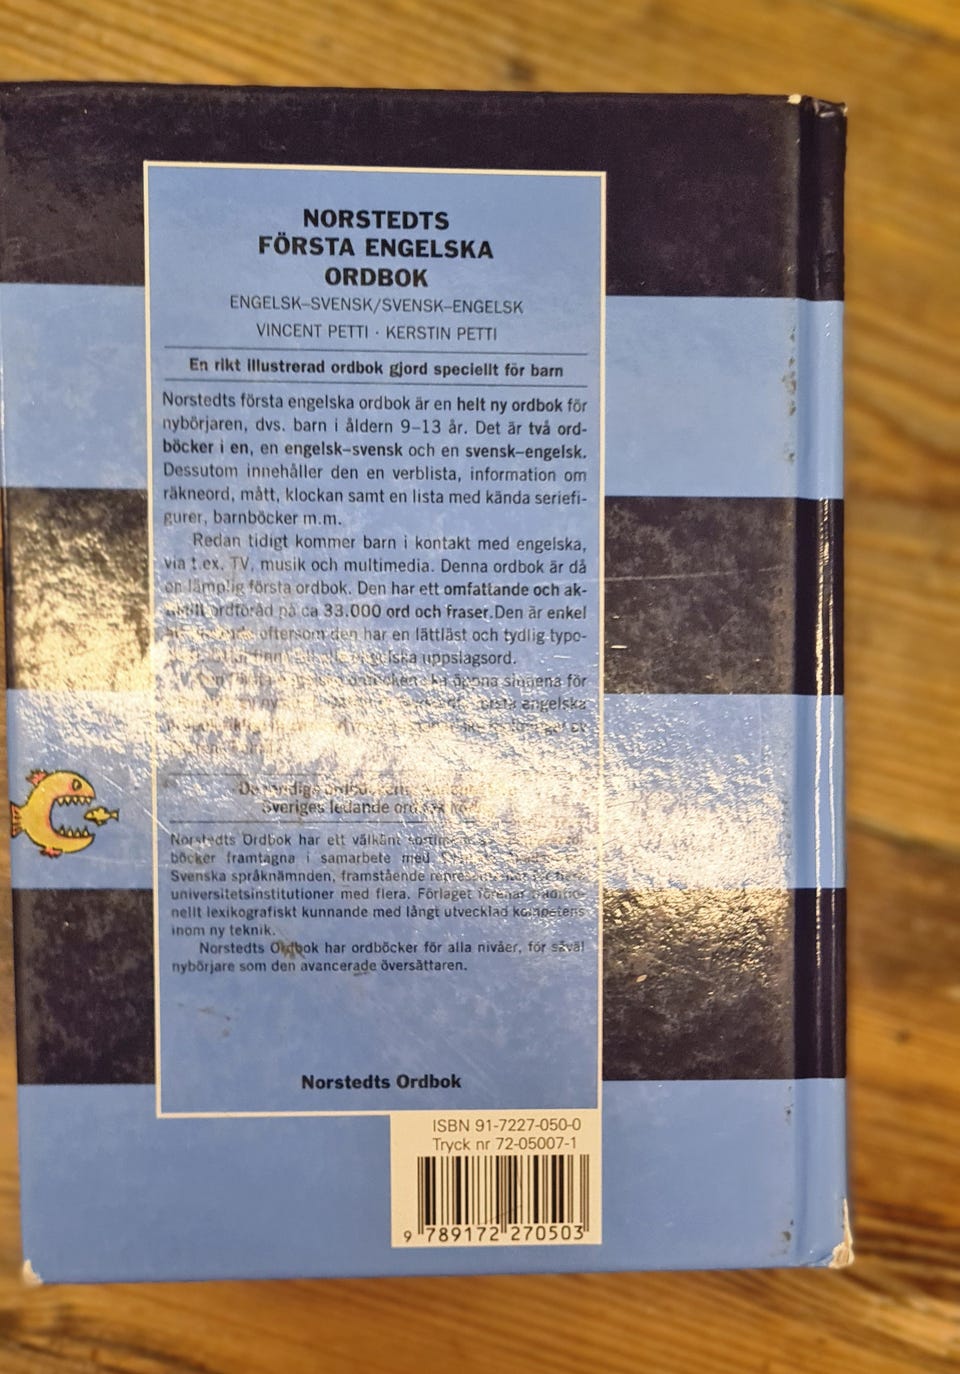 NORSTEDTS
FÖRSTA ENGELSKA
ORDBOK
ENGELSK–SVENSK/SVENSK–ENGELSK
VINCENT PETTI · KERSTIN PETTI
En rikt illustrerad ordbok gjord speciellt för barn
Norstedts första engelska ordbok är en helt ny ordbok för
nybörjaren, dvs. barn i åldern 9–13 år. Det är två ord-
böcker i en, en engelsk–svensk och en svensk–engelsk.
Dessutom innehåller den en verblista, information om
räkneord, mått, klockan samt en lista med kända seriefi-
gurer, barnböcker m.m.
Redan tidigt kommer barn i kontakt med engelska,
via t.ex. TV, musik och multimedia. Denna ordbok är då
en lämplig första ordbok. Den har ett omfattande och ak-
ordförråd på ca 33.000 ord och fraser.Den är enkel
eftersom den har en lättläst och tydlig typo-
engelska uppslagsord.
öppna sinnena för
första engelska
Sveriges ledande
Norstedts Ordbok har ett välkänt
böcker framtagna i samarbete med
Svenska språknämnden, framstående
universitetsinstitutioner med flera. Förlaget förenar traditio-
nellt lexikografiskt kunnande med långt utvecklad kompetens
inom ny teknik.
Norstedts Ordbok har ordböcker för alla nivåer, för såväl
nybörjare som den avancerade översättaren.
Norstedts Ordbok
ISBN 91-7227-050-0
Tryck nr 72-05007-1
9 789172 270503